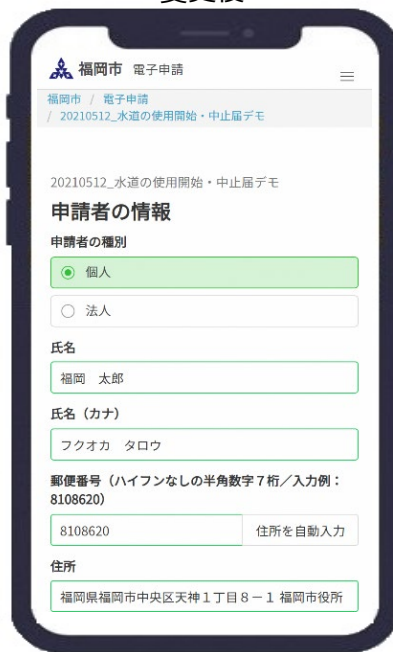 福岡市 電子申請
福岡市 / 電子申請
/ 20210512_水道の使用開始・中止届デモ
20210512_水道の使用開始・中止届デモ
申請者の情報
申請者の種別
個人
法人
氏名
福岡 太郎
氏名（カナ）
フクオカ タロウ
郵便番号（ハイフンなしの半角数字７桁／入力例：
8108620）
8108620 住所を自動入力
住所
福岡県福岡市中央区天神１丁目８－１ 福岡市役所